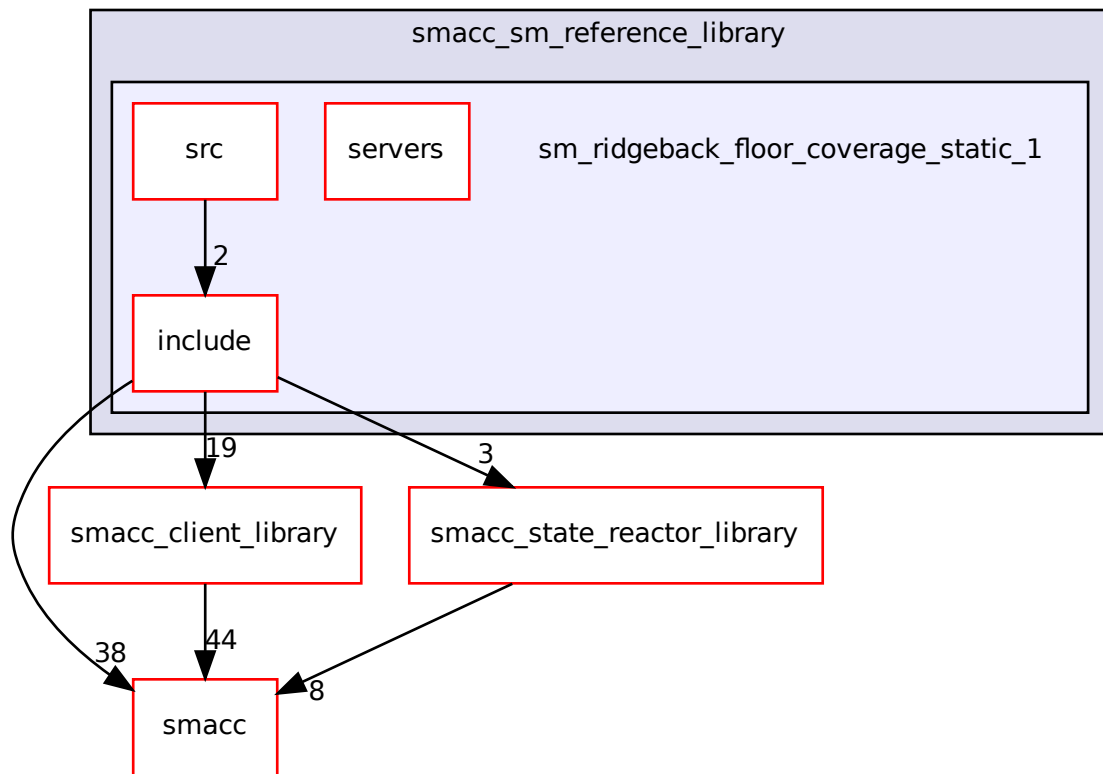 smacc_sm_reference_library
src
servers
sm_ridgeback_floor_coverage_static_1
2
include
19
3
smacc_client_library
smacc_state_reactor_library
38
44
8
smacc